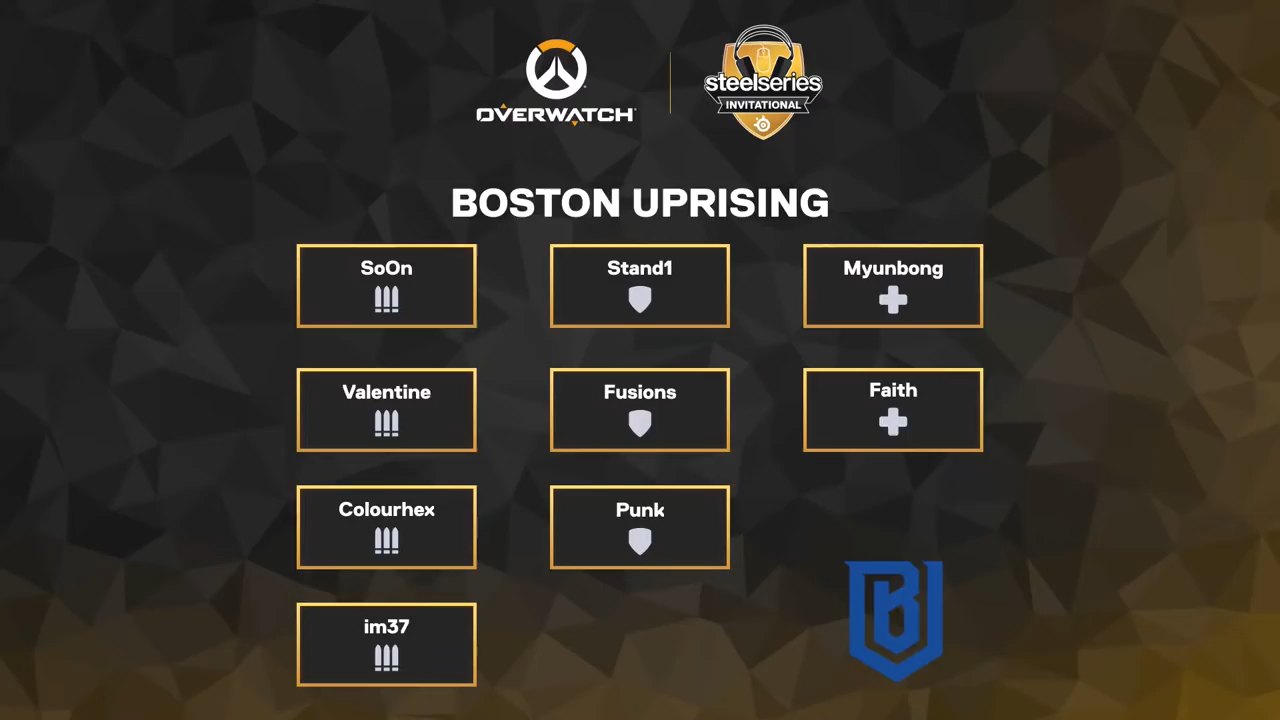 OVERWATCH
steelseries
INVITATIONAL
BOSTON UPRISING
SoOn
Stand1
Myunbong
Valentine
Fusions
Faith
Colourhex
Punk
im37
B